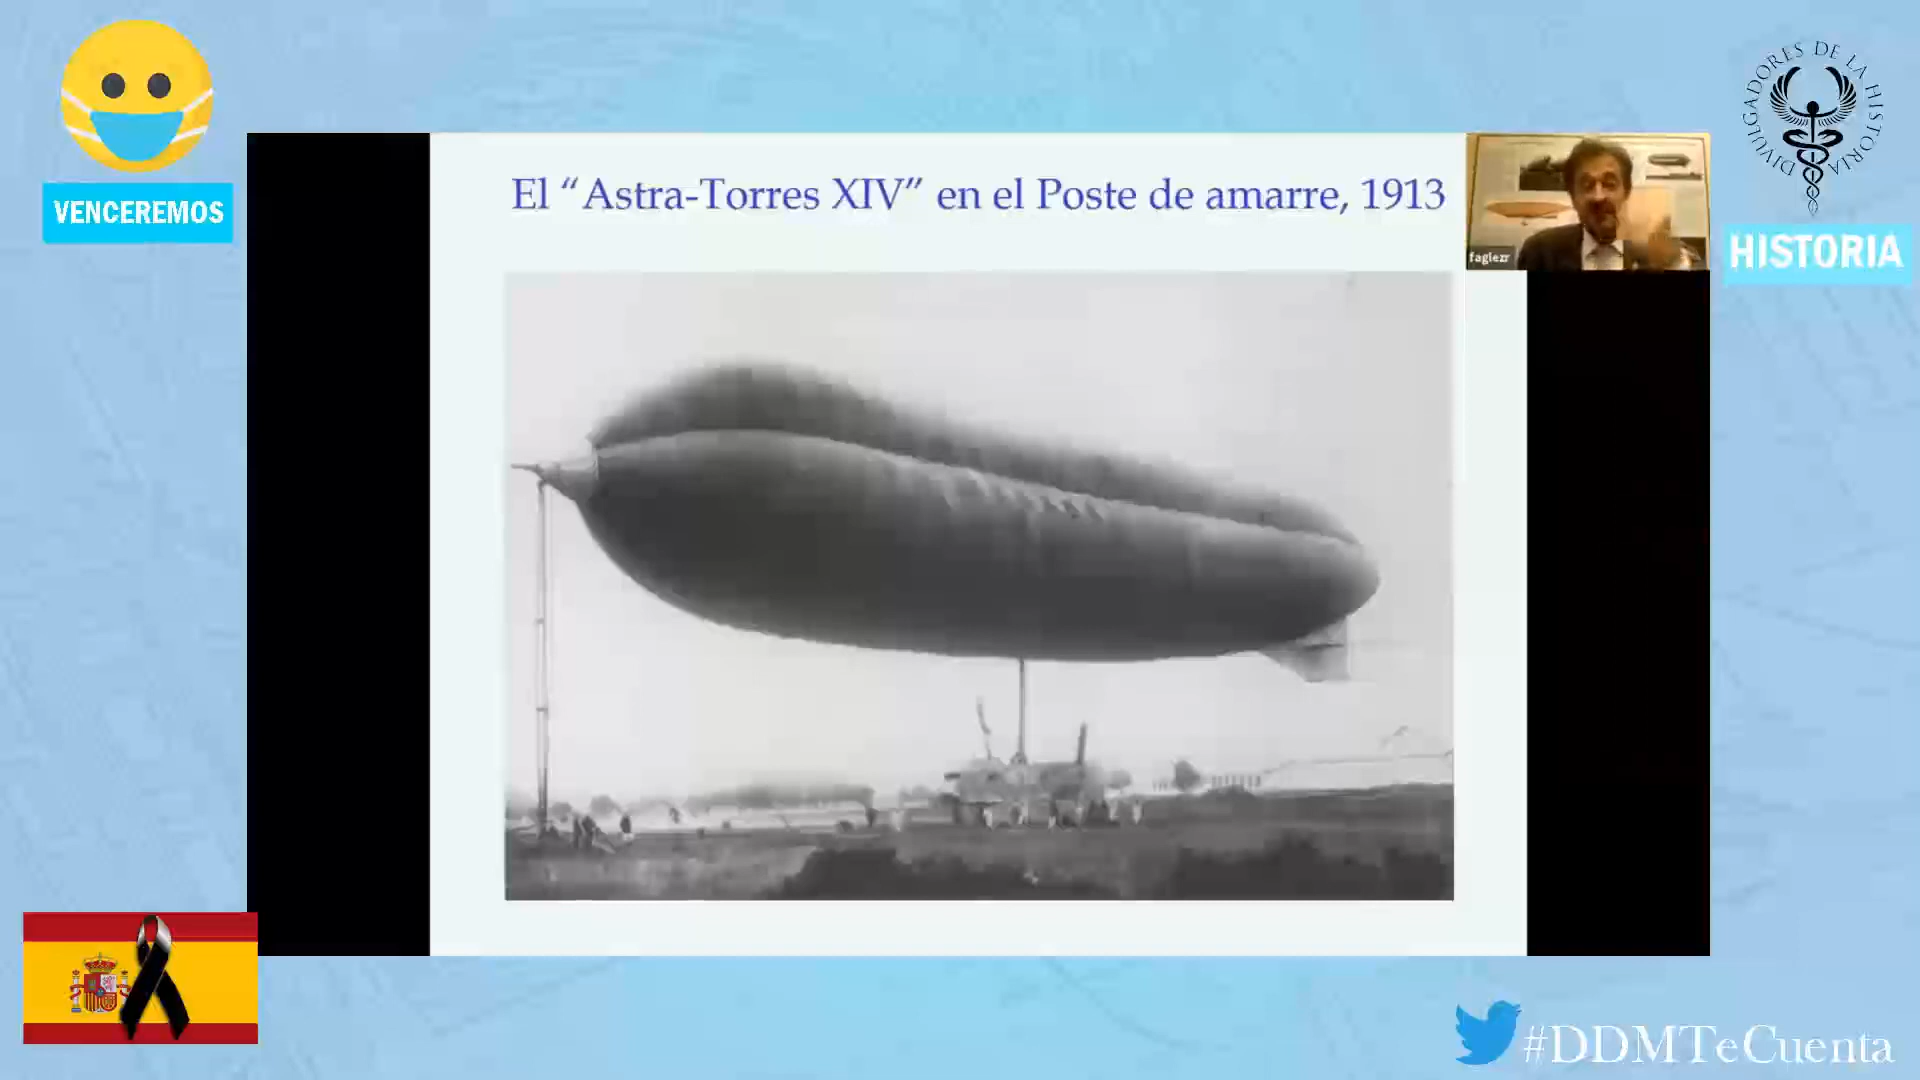 DIVULGADORES DE LA HISTORIA
VENCEREMOS
El “Astra-Torres XIV” en el Poste de amarre, 1913
faglezr
HISTORIA
#DDMTeCuenta